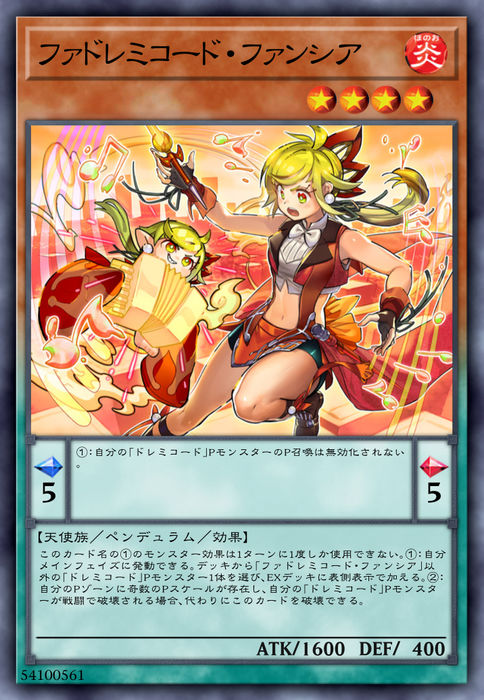 ファドレミコード・ファンシア
ほのお
炎
①:自分の「ドレミコード」PモンスターのP召喚は無効化されない
。
5
5
【天使族/ペンデュラム/効果】
このカード名の①のモンスター効果は1ターンに1度しか使用できない。①:自分
メインフェイズに発動できる。デッキから「ファドレミコード・ファンシア」以
外の「ドレミコード」Pモンスター1体を選び、EXデッキに表側表示で加える。②:
自分のPゾーンに奇数のPスケールが存在し、自分の「ドレミコード」Pモンスタ
ーが戦闘で破壊される場合、代わりにこのカードを破壊できる。
ATK/1600 DEF/ 400
54100561